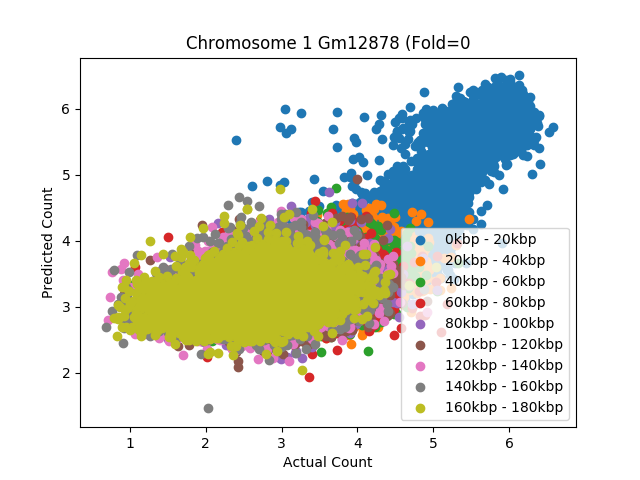 Chromosome 1 Gm12878 (Fold=0
Predicted Count
6
5
4
3
2
0kbp - 20kbp
20kbp - 40kbp
40kbp - 60kbp
60kbp - 80kbp
80kbp - 100kbp
100kbp - 120kbp
120kbp - 140kbp
140kbp - 160kbp
160kbp - 180kbp
1 2 3 4 5 6
Actual Count